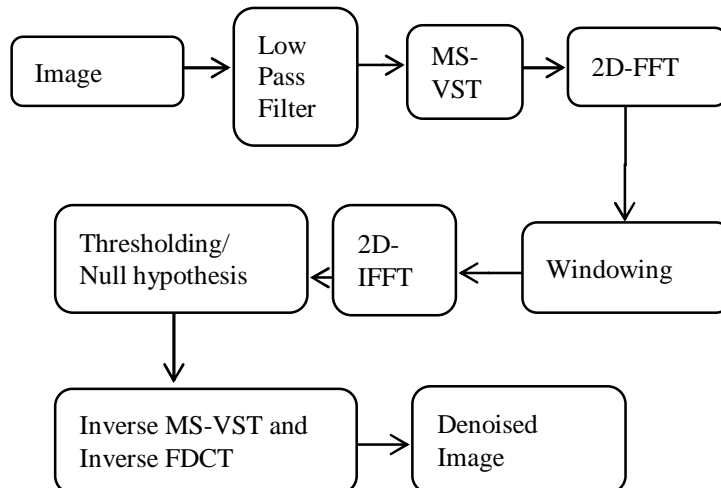 Image
Low
Pass
Filter
MS-
VST
2D-FFT
Windowing
2D-
IFFT
Thresholding/
Null hypothesis
Inverse MS-VST and
Inverse FDCT
Denoised
Image